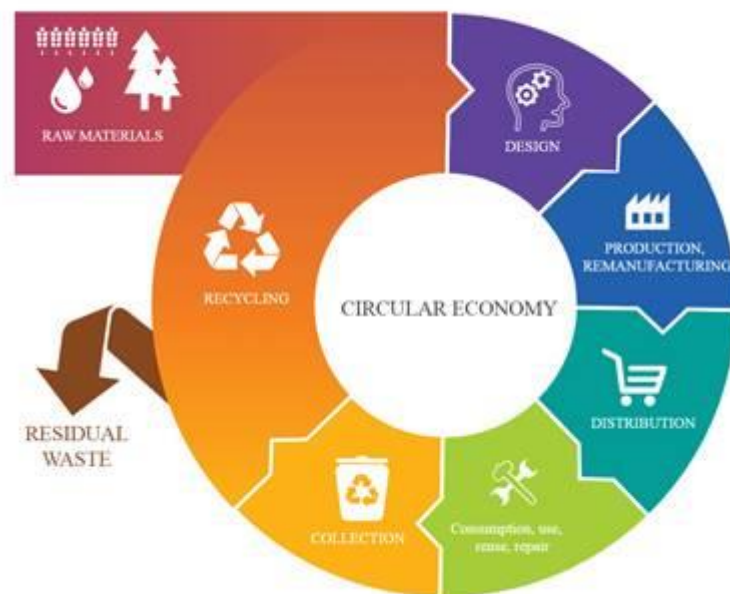 RAW MATERIALS
DESIGN
PRODUCTION,
REMANUFACTURING
RECYCLING
CIRCULAR ECONOMY
DISTRIBUTION
RESIDUAL
WASTE
COLLECTION
Consumption, use,
reuse, repair